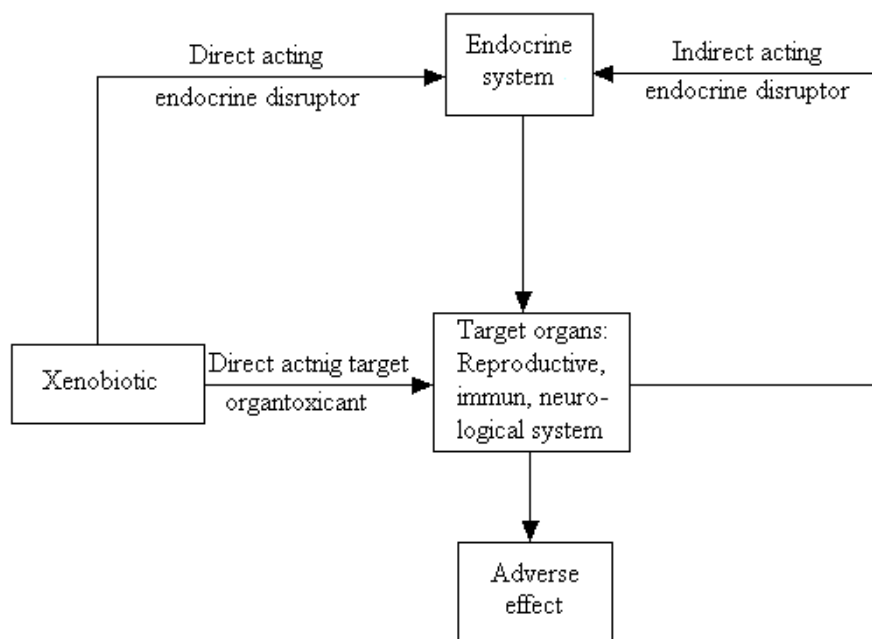 Direct acting
endocrine disruptor
Endocrine
system
Indirect acting
endocrine disruptor
Xenobiotic
Direct actnig target
organtoxicant
Target organs:
Reproductive,
immun, neuro-
logical system
Adverse
effect